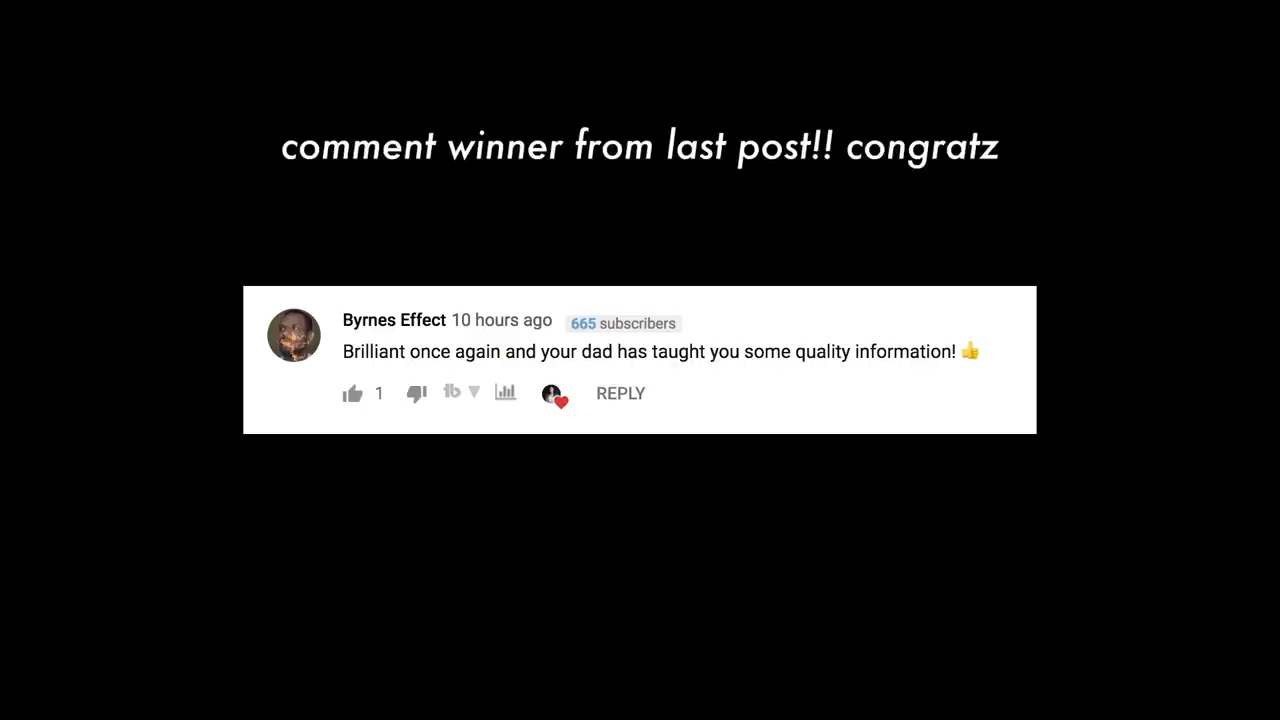 comment winner from last post!! congratz
Byrnes Effect 10 hours ago 665 subscribers
Brilliant once again and your dad has taught you some quality information! 👍
1 tb REPLY